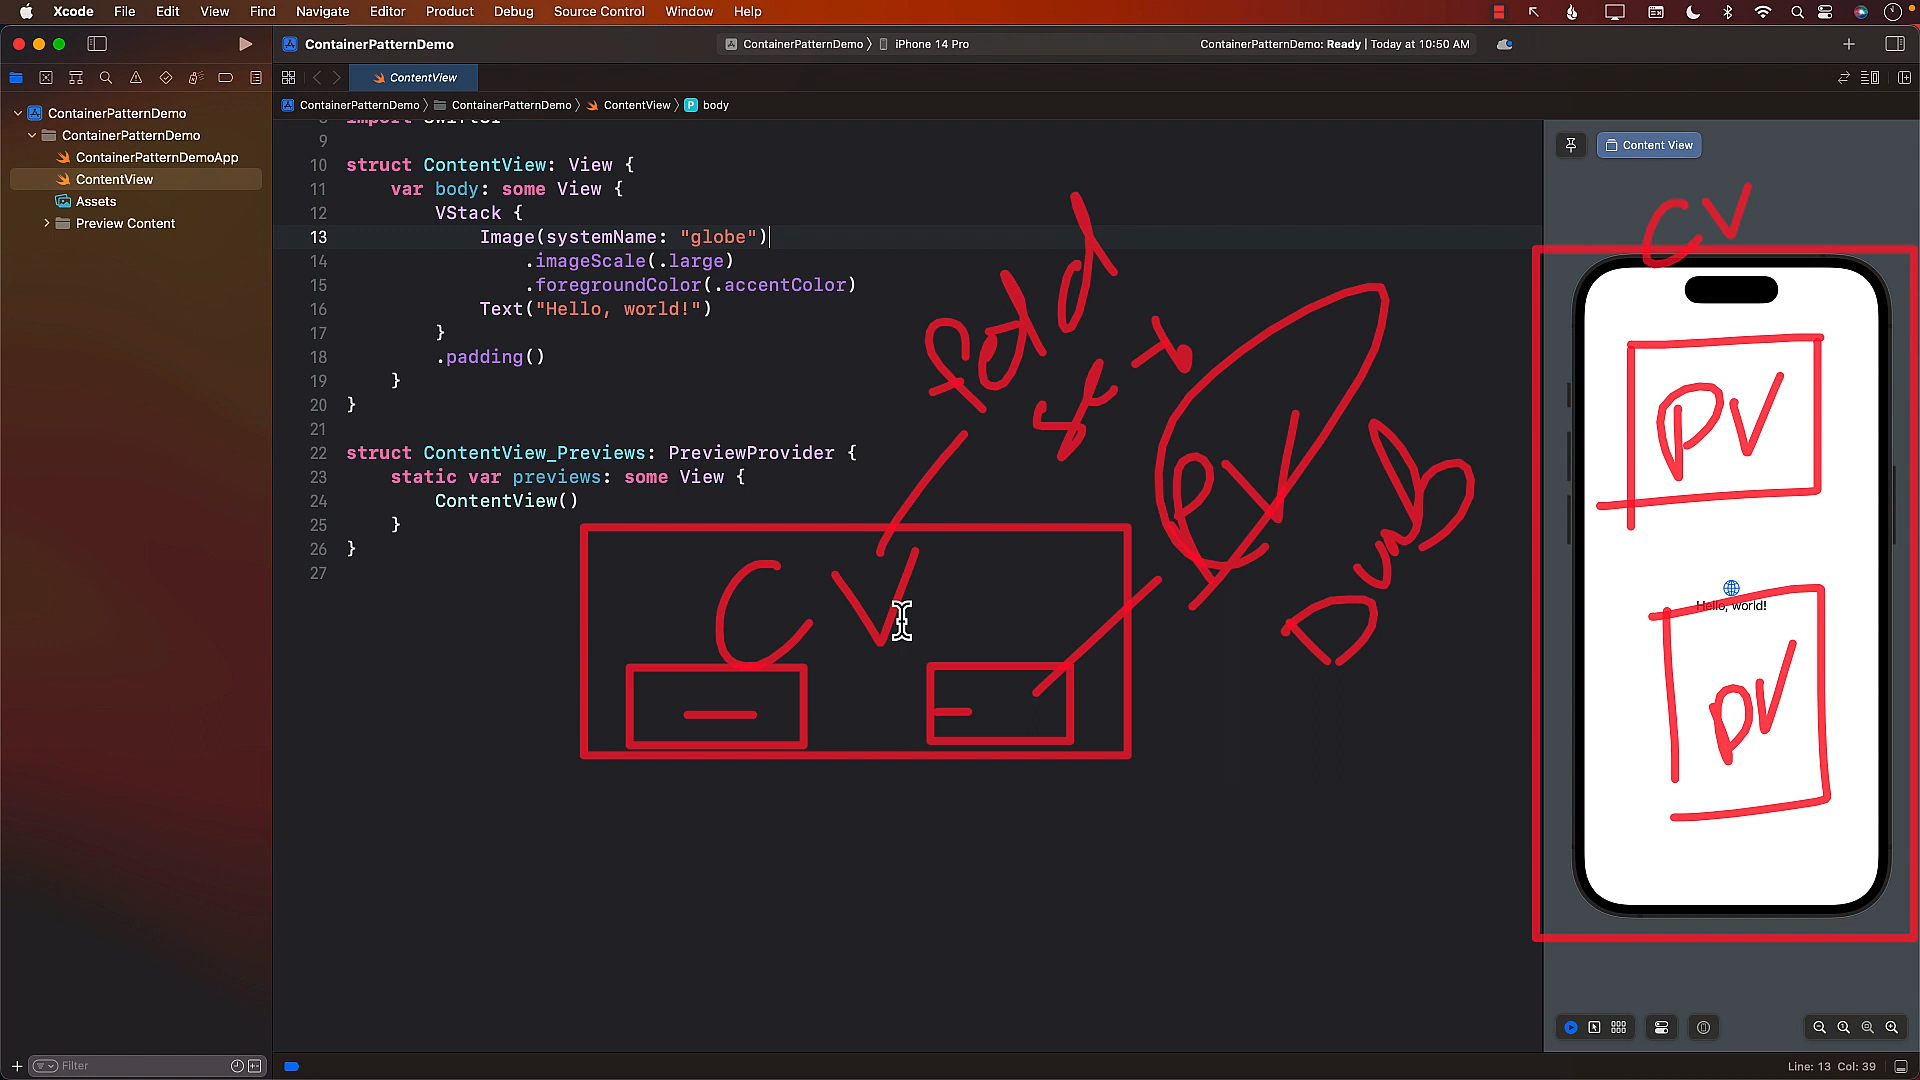 Xcode File Edit View Find Navigate Editor Product Debug Source Control Window Help
ContainerPatternDemo
ContainerPatternDemo 〉 iPhone 14 Pro
ContainerPatternDemo: Ready | Today at 10:50 AM
ContentView
ContainerPatternDemo 〉 ContainerPatternDemo 〉 ContentView 〉 P body
ContainerPatternDemo
ContainerPatternDemo
ContainerPatternDemoApp
ContentView
Assets
Preview Content
9
10 struct ContentView: View {
11 var body: some View {
12 VStack {
13 Image(systemName: "globe")
14 .imageScale(.large)
15 .foregroundColor(.accentColor)
16 Text("Hello, world!")
17 }
18 .padding()
19 }
20 }
21
22 struct ContentView_Previews: PreviewProvider {
23 static var previews: some View {
24 ContentView()
25 }
26 }
27
CV
PV
Dumb
Content View
CV
PV
Hello, world!
PV
Filter
Line: 13 Col: 39